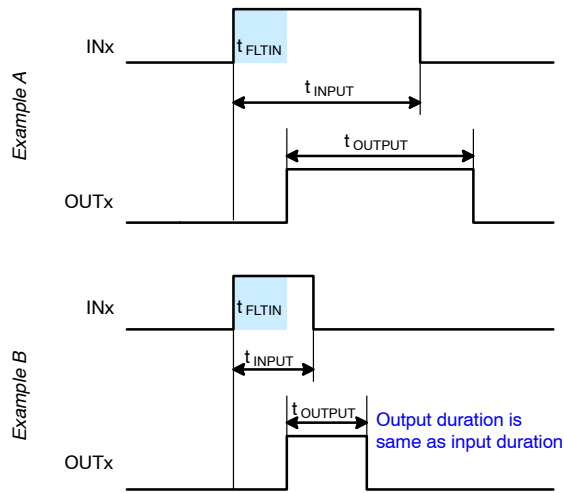 Example A
INx
t FLTIN
t INPUT
t OUTPUT
OUTx
Example B
INx
t FLTIN
t INPUT
t OUTPUT
Output duration is
same as input duration
OUTx